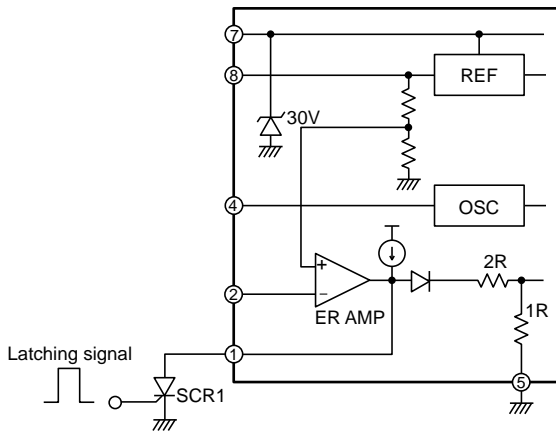 7
8
REF
30V
4
OSC
+
2R
2
−
ER AMP
1R
Latching signal
1
SCR1
5